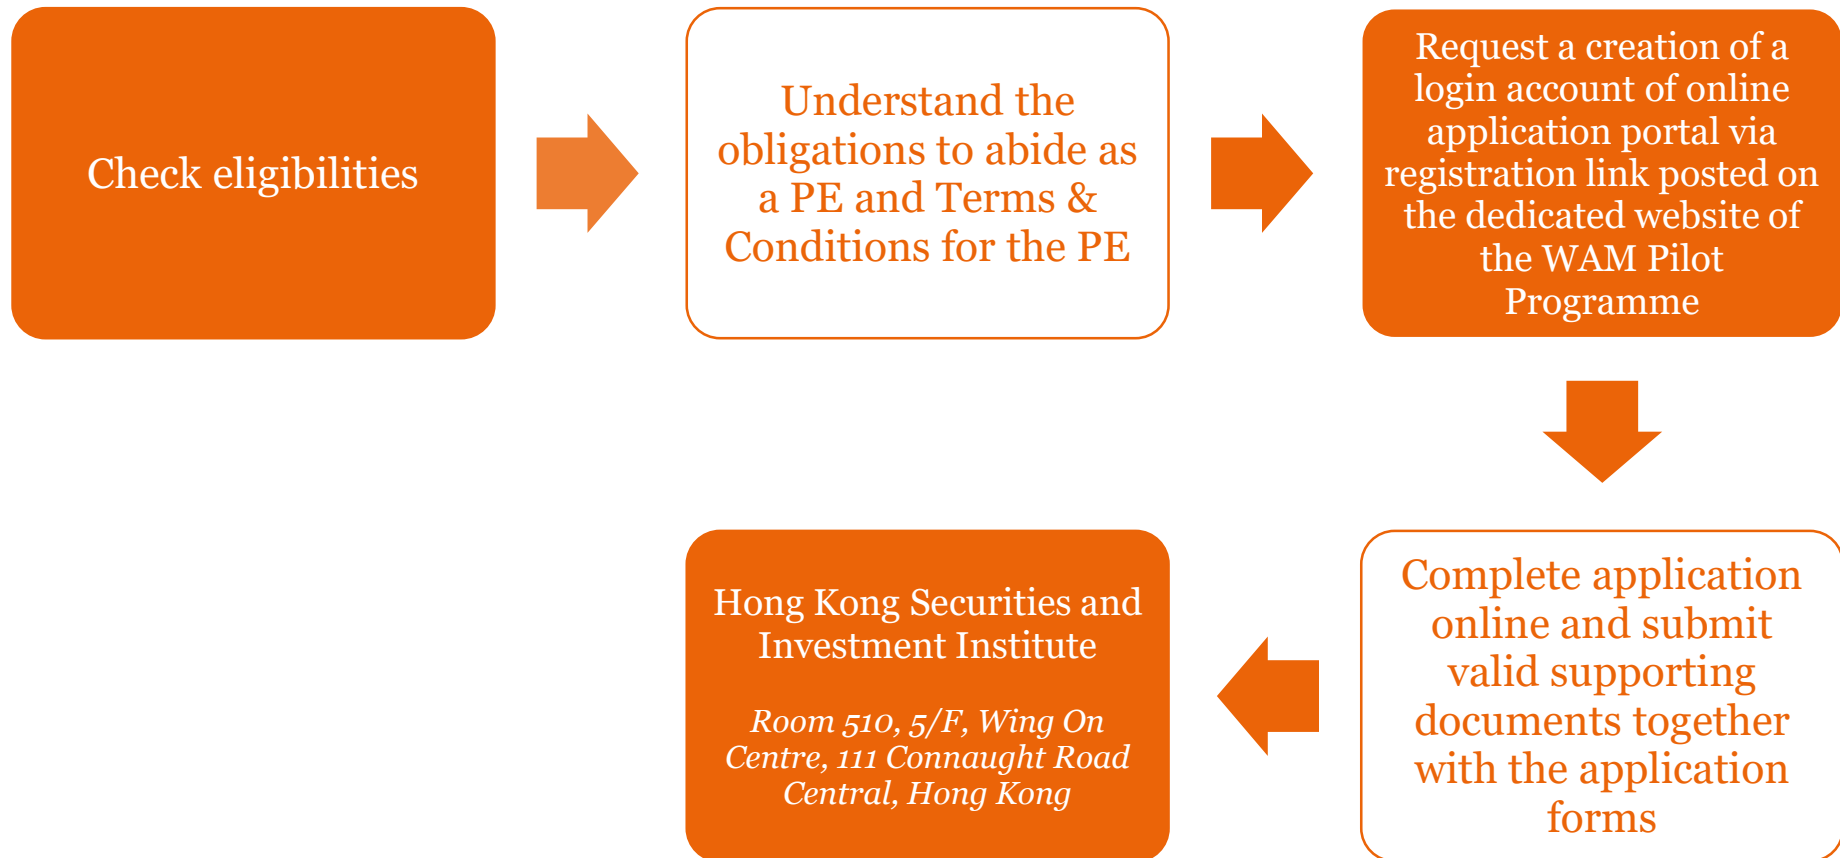 Check eligibilities
Understand the
obligations to abide as
a PE and Terms &
Conditions for the PE
Request a creation of a
login account of online
application portal via
registration link posted on
the dedicated website of
the WAM Pilot
Programme
Complete application
online and submit
valid supporting
documents together
with the application
forms
Hong Kong Securities and
Investment Institute
Room 510, 5/F, Wing On
Centre, 111 Connaught Road
Central, Hong Kong